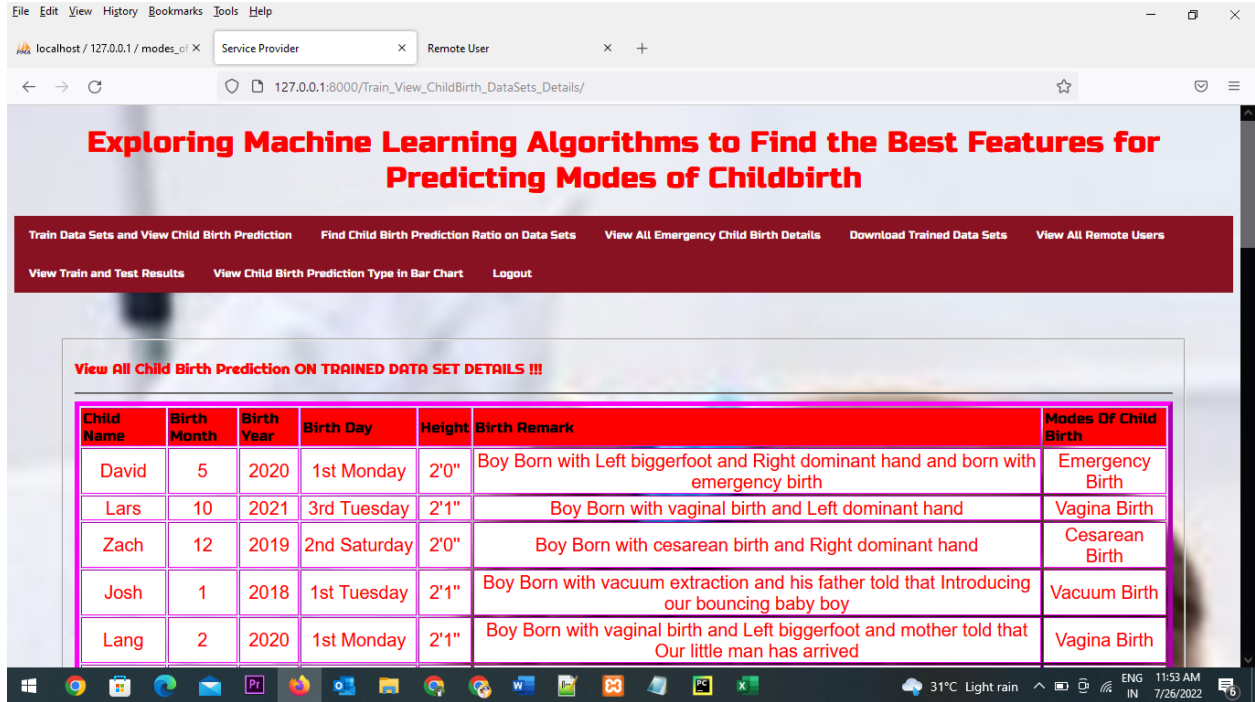 File Edit View History Bookmarks Tools Help
localhost / 127.0.0.1 / modes_of
Service Provider
Remote User
127.0.0.1:8000/Train_View_ChildBirth_DataSets_Details/
Exploring Machine Learning Algorithms to Find the Best Features for
Predicting Modes of Childbirth
Train Data Sets and View Child Birth Prediction Find Child Birth Prediction Ratio on Data Sets View All Emergency Child Birth Details Download Trained Data Sets View All Remote Users
View Train and Test Results View Child Birth Prediction Type in Bar Chart Logout
View All Child Birth Prediction ON TRAINED DATA SET DETAILS !!!
Child Name Birth Month Birth Year Birth Day Height Birth Remark Modes Of Child Birth
David 5 2020 1st Monday 2'0" Boy Born with Left biggerfoot and Right dominant hand and born with emergency birth Emergency Birth
Lars 10 2021 3rd Tuesday 2'1" Boy Born with vaginal birth and Left dominant hand Vagina Birth
Zach 12 2019 2nd Saturday 2'0" Boy Born with cesarean birth and Right dominant hand Cesarean Birth
Josh 1 2018 1st Tuesday 2'1" Boy Born with vacuum extraction and his father told that Introducing our bouncing baby boy Vacuum Birth
Lang 2 2020 1st Monday 2'1" Boy Born with vaginal birth and Left biggerfoot and mother told that Our little man has arrived Vagina Birth
31°C Light rain
ENG
IN
11:53 AM
7/26/2022
6